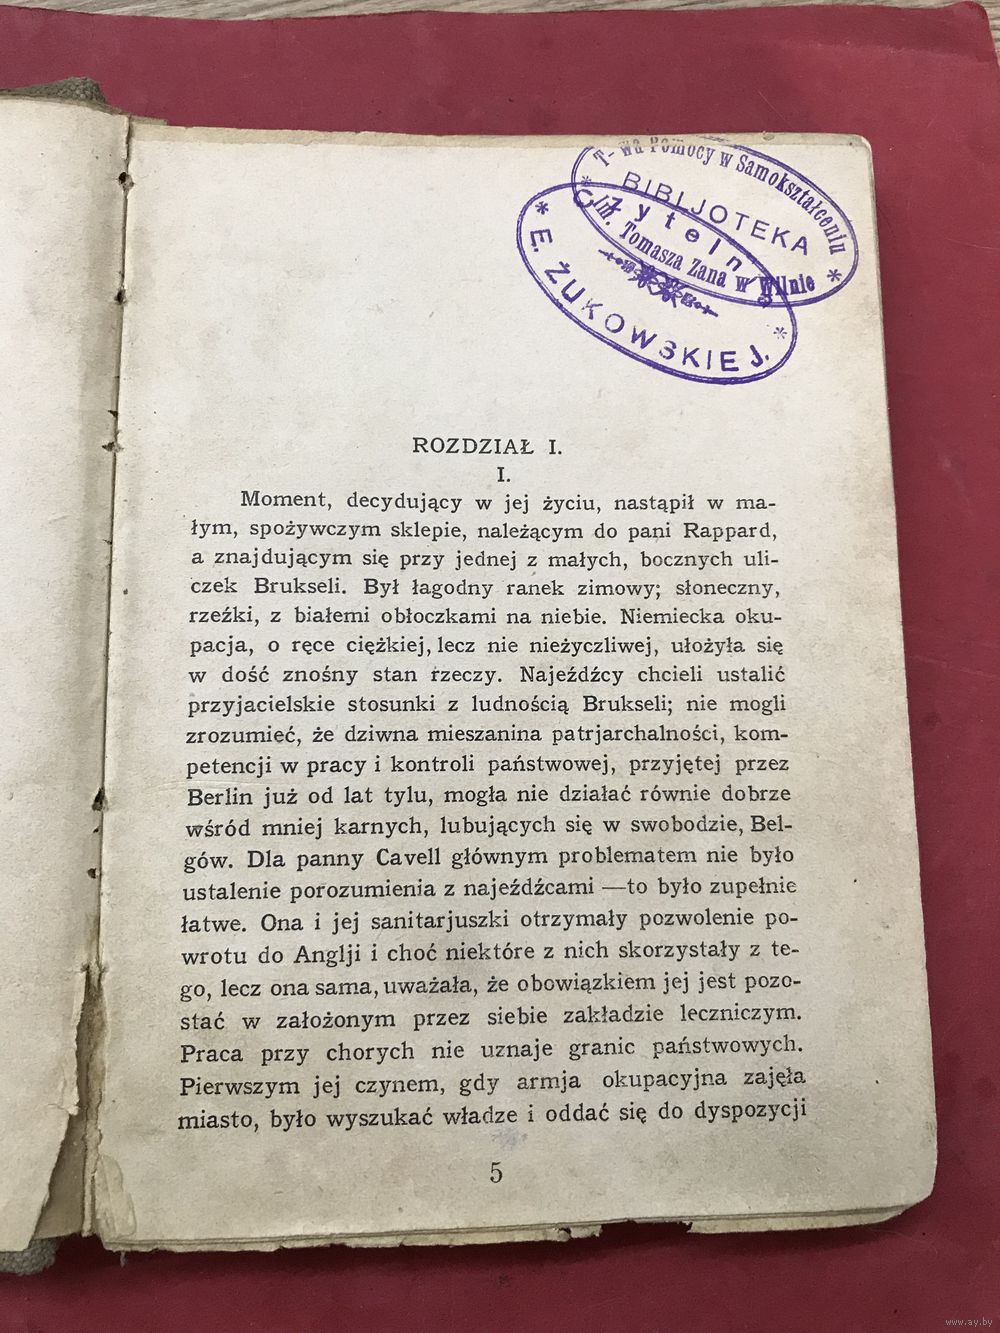 T-wa Pomocy w Samokształceniu
BIBLJOTEKA
im. Tomasza Zana w Wilnie
Czytelnia
E. ŻUKOWSKIEJ.
ROZDZIAŁ I.
I.
Moment, decydujący w jej życiu, nastąpił w ma-
łym, spożywczym sklepie, należącym do pani Rappard,
a znajdującym się przy jednej z małych, bocznych uli-
czek Brukseli. Był łagodny ranek zimowy; słoneczny,
rzeźki, z białemi obłoczkami na niebie. Niemiecka oku-
pacja, o ręce ciężkiej, lecz nie nieżyczliwej, ułożyła się
w dość znośny stan rzeczy. Najeźdźcy chcieli ustalić
przyjacielskie stosunki z ludnością Brukseli; nie mogli
zrozumieć, że dziwna mieszanina patrjarchalności, kom-
petencji w pracy i kontroli państwowej, przyjętej przez
Berlin już od lat tylu, mogła nie działać równie dobrze
wśród mniej karnych, lubujących się w swobodzie, Bel-
gów. Dla panny Cavell głównym problematem nie było
ustalenie porozumienia z najeźdźcami —to było zupełnie
łatwe. Ona i jej sanitarjuszki otrzymały pozwolenie po-
wrotu do Anglji i choć niektóre z nich skorzystały z te-
go, lecz ona sama, uważała, że obowiązkiem jej jest pozo-
stać w założonym przez siebie zakładzie leczniczym.
Praca przy chorych nie uznaje granic państwowych.
Pierwszym jej czynem, gdy armja okupacyjna zajęła
miasto, było wyszukać władze i oddać się do dyspozycji
5
www.ay.by